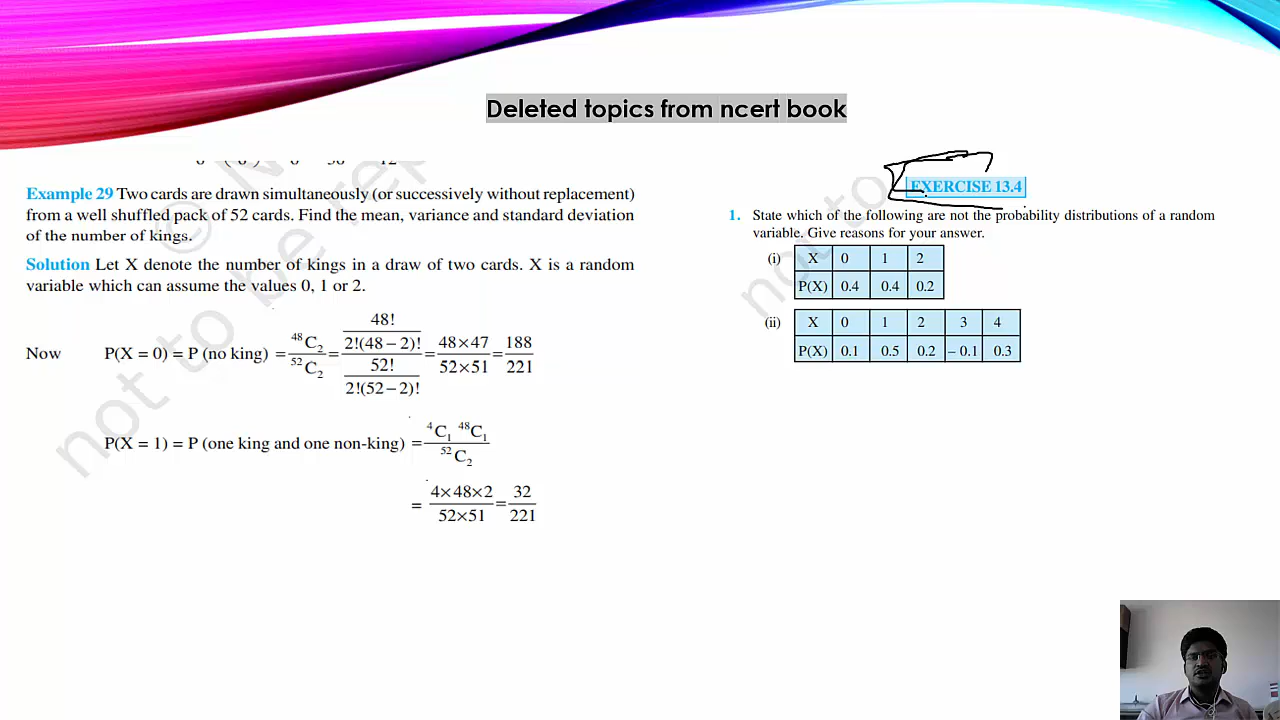 Deleted topics from ncert book
Example 29 Two cards are drawn simultaneously (or successively without replacement)
from a well shuffled pack of 52 cards. Find the mean, variance and standard deviation
of the number of kings.
Solution Let X denote the number of kings in a draw of two cards. X is a random
variable which can assume the values 0, 1 or 2.
Now P(X = 0) = P (no king) = ⁴⁸C₂/⁵²C₂ = (48!/2!(48−2)!)/(52!/2!(52−2)!) = 48×47/52×51 = 188/221
P(X = 1) = P (one king and one non-king) = ⁴C₁ ⁴⁸C₁/⁵²C₂
= 4×48×2/52×51 = 32/221
EXERCISE 13.4
1. State which of the following are not the probability distributions of a random
variable. Give reasons for your answer.
(i) X 0 1 2
P(X) 0.4 0.4 0.2
(ii) X 0 1 2 3 4
P(X) 0.1 0.5 0.2 – 0.1 0.3
not to be rep
not to